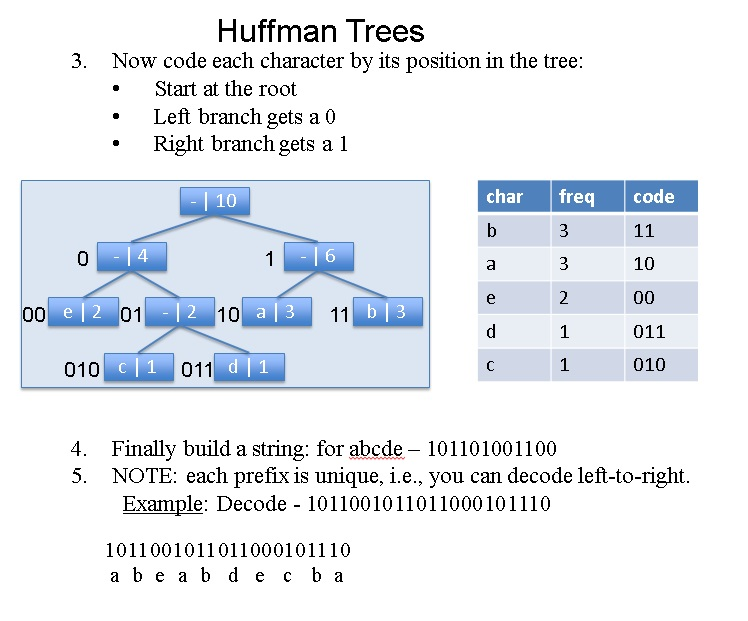 Huffman Trees
3. Now code each character by its position in the tree:
• Start at the root
• Left branch gets a 0
• Right branch gets a 1
- | 10
0 - | 4 1 - | 6
00 e | 2 01 - | 2 10 a | 3 11 b | 3
010 c | 1 011 d | 1
char freq code
b 3 11
a 3 10
e 2 00
d 1 011
c 1 010
4. Finally build a string: for abcde – 101101001100
5. NOTE: each prefix is unique, i.e., you can decode left-to-right.
Example: Decode - 1011001011011000101110
1011001011011000101110
a b e a b d e c b a